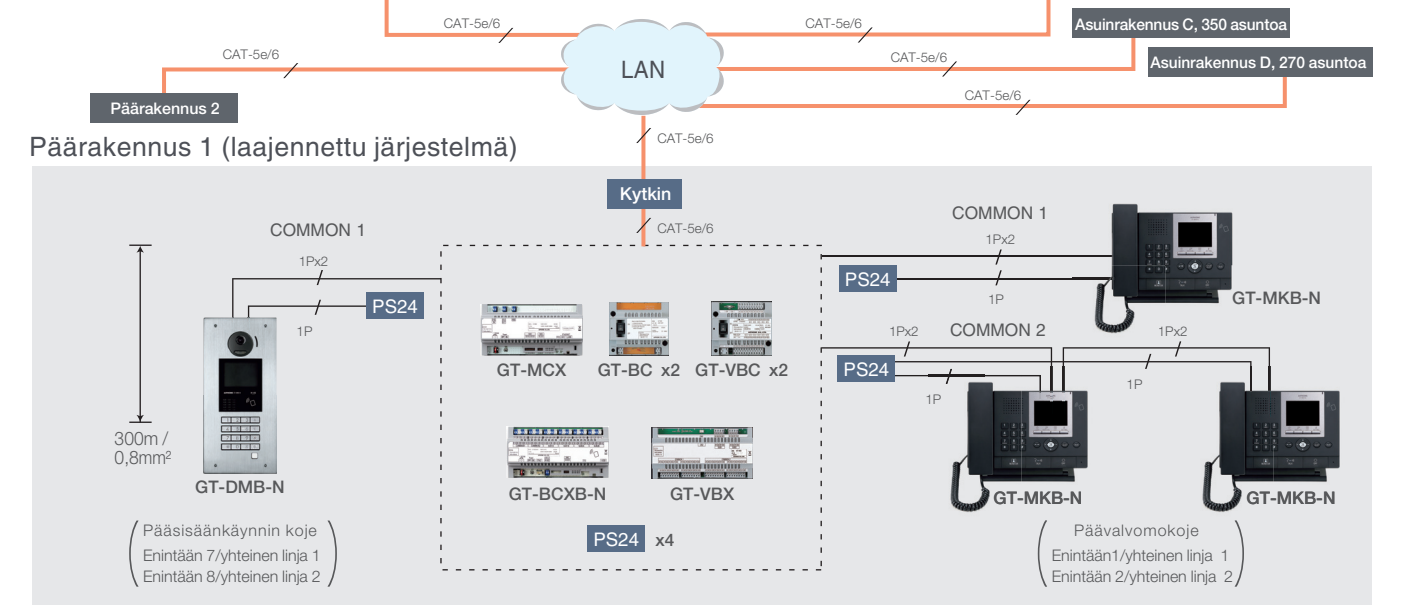 CAT-5e/6
CAT-5e/6
Asuinrakennus C, 350 asuntoa
CAT-5e/6
LAN
CAT-5e/6
Asuinrakennus D, 270 asuntoa
Päärakennus 2
CAT-5e/6
CAT-5e/6
Päärakennus 1 (laajennettu järjestelmä)
Kytkin
CAT-5e/6
COMMON 1
1Px2
PS24
1P
300m /
0,8mm²
GT-DMB-N
Pääsisäänkäynnin koje
Enintään 7/yhteinen linja 1
Enintään 8/yhteinen linja 2
GT-MCX
GT-BC x2
GT-VBC x2
GT-BCXB-N
GT-VBX
PS24 x4
COMMON 1
1Px2
PS24
1P
GT-MKB-N
COMMON 2
1Px2
1Px2
PS24
1P
1P
GT-MKB-N
GT-MKB-N
Päävalvomokoje
Enintään1/yhteinen linja 1
Enintään 2/yhteinen linja 2